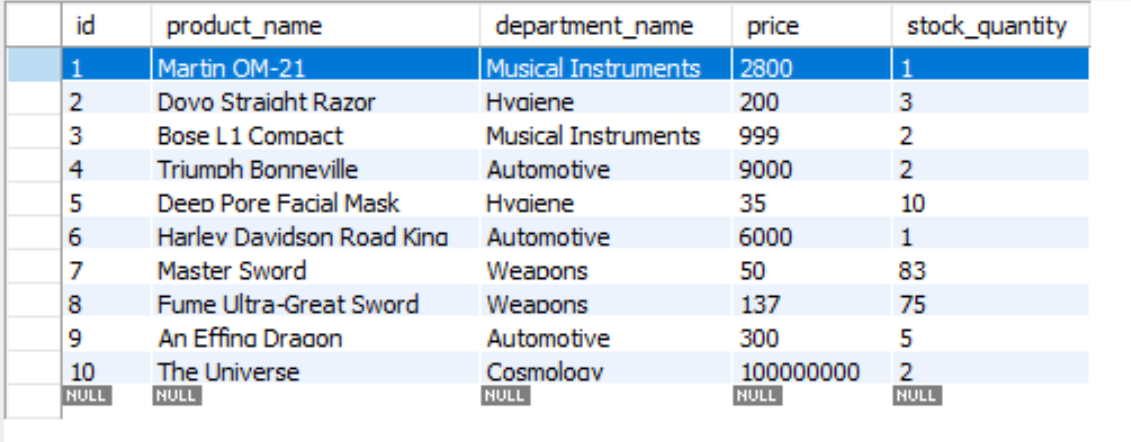 id product_name department_name price stock_quantity
1 Martin OM-21 Musical Instruments 2800 1
2 Dovo Straight Razor Hygiene 200 3
3 Bose L1 Compact Musical Instruments 999 2
4 Triumph Bonneville Automotive 9000 2
5 Deep Pore Facial Mask Hygiene 35 10
6 Harley Davidson Road King Automotive 6000 1
7 Master Sword Weapons 50 83
8 Fume Ultra-Great Sword Weapons 137 75
9 An Effing Dragon Automotive 300 5
10 The Universe Cosmology 100000000 2
NULL NULL NULL NULL NULL